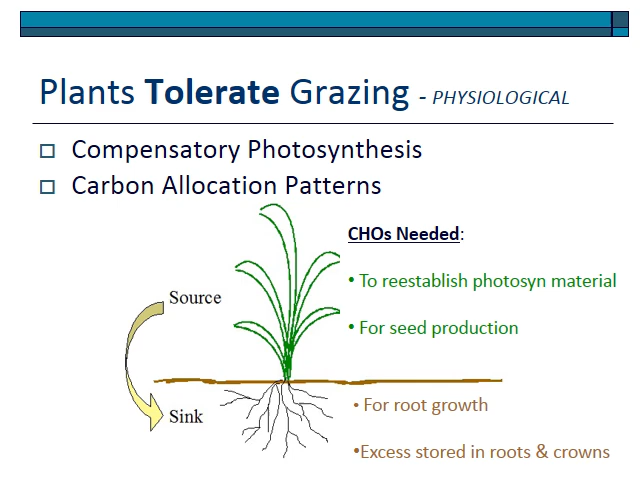 Plants Tolerate Grazing - PHYSIOLOGICAL
Compensatory Photosynthesis
Carbon Allocation Patterns
CHOs Needed:
• To reestablish photosyn material
• For seed production
Source
Sink
• For root growth
•Excess stored in roots & crowns